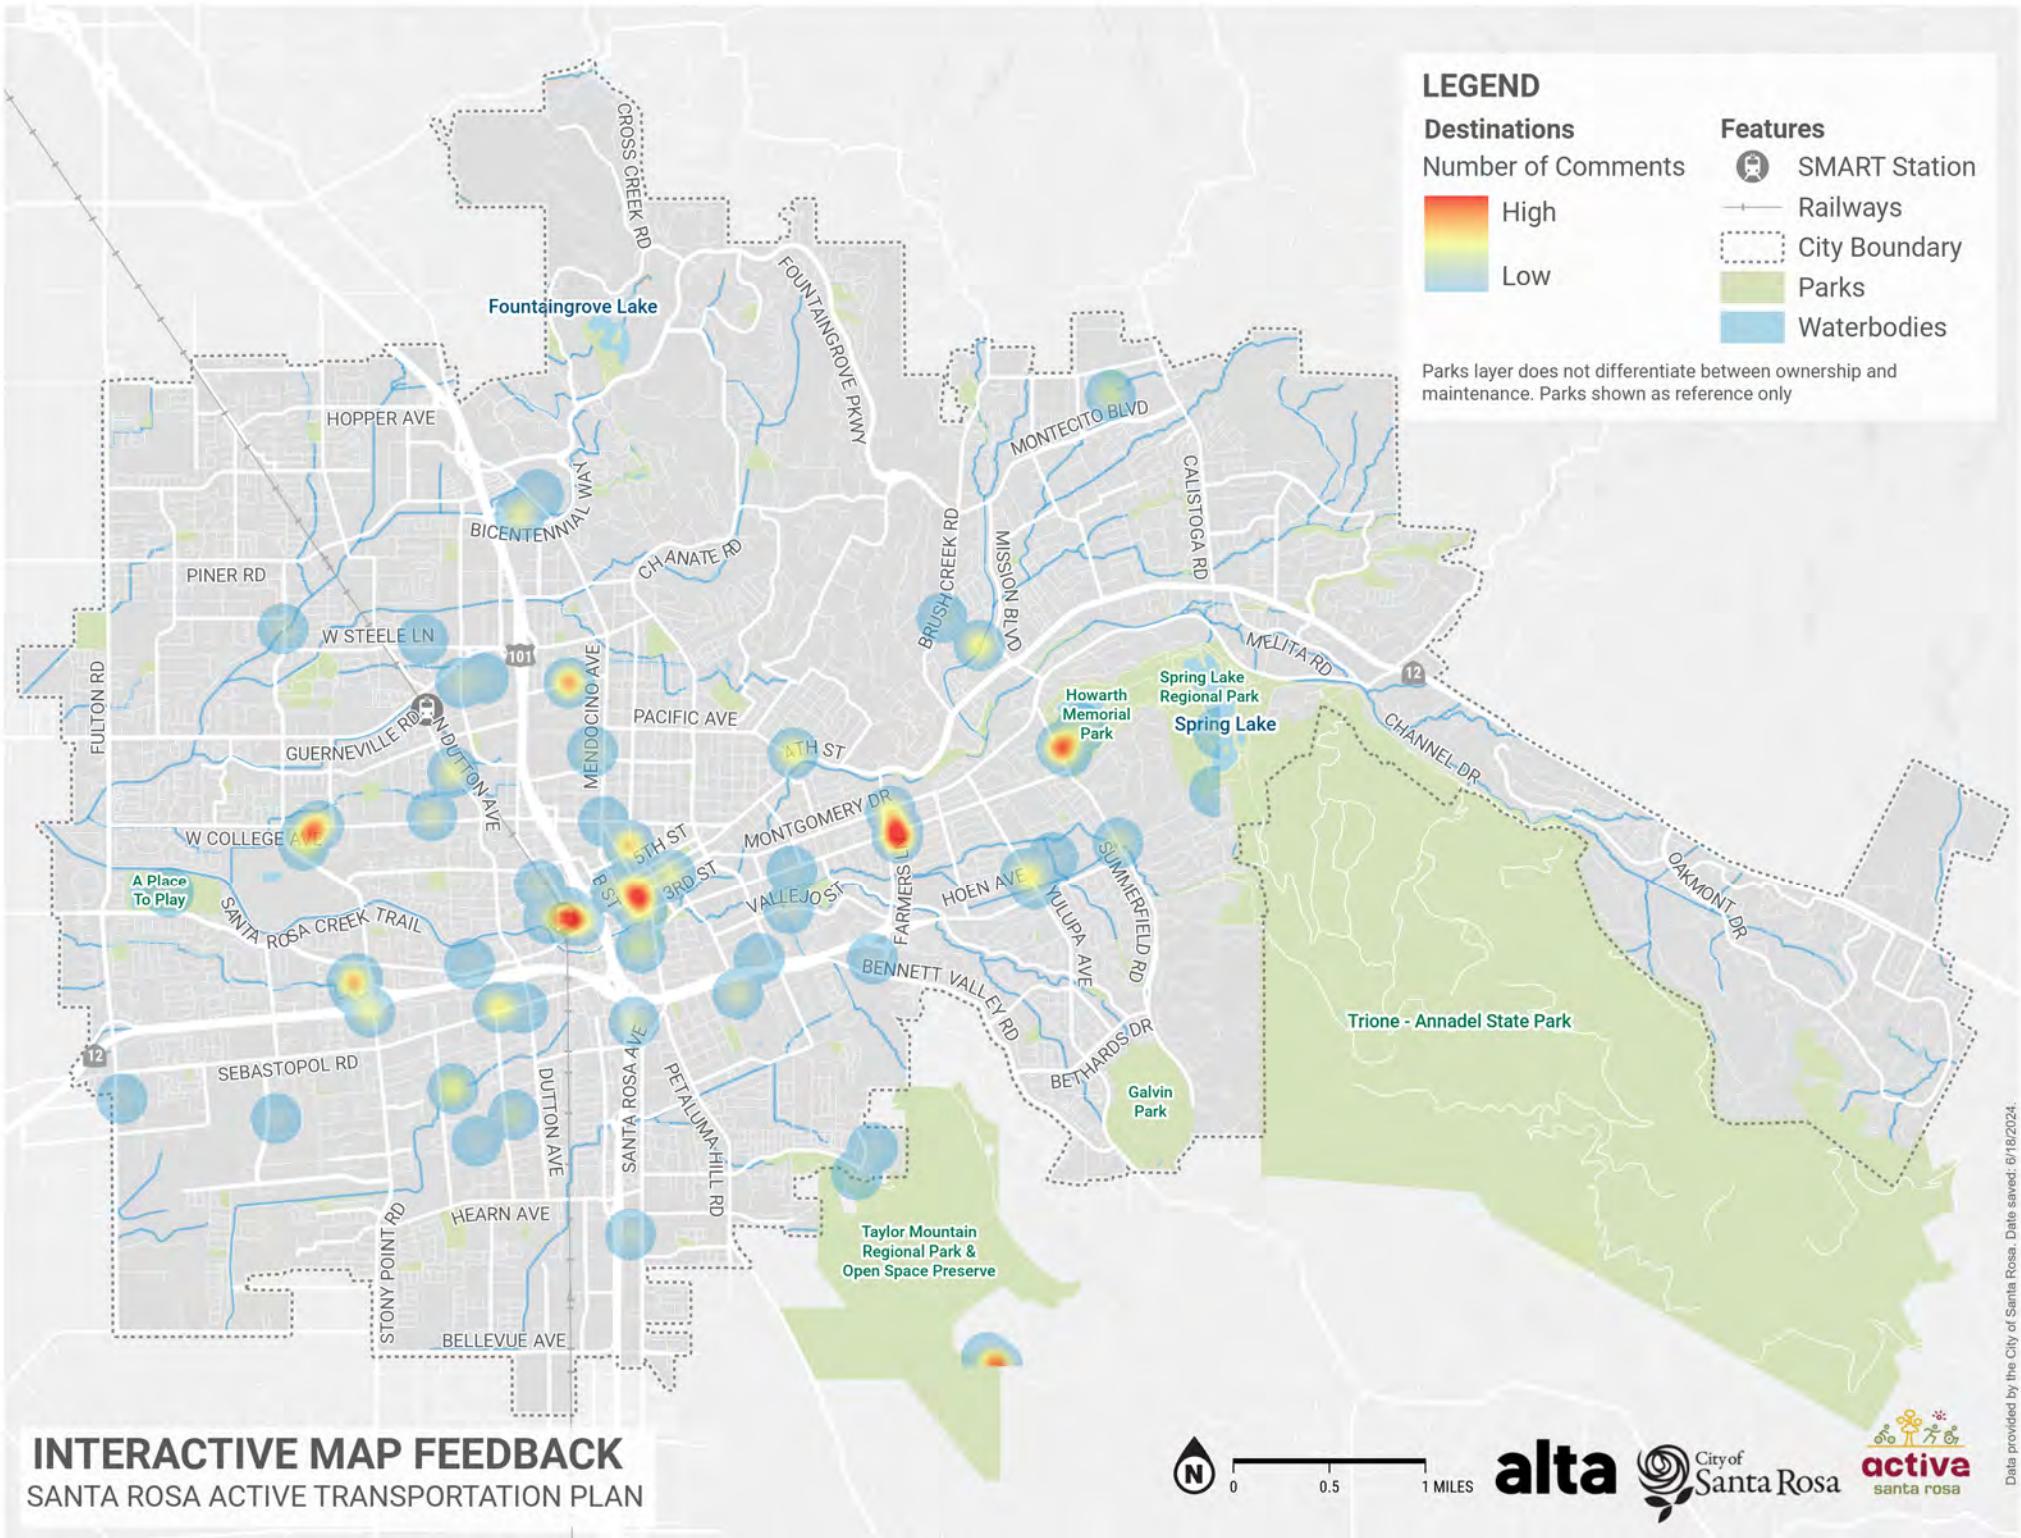 LEGEND
Destinations
Number of Comments
High
Low
Features
SMART Station
Railways
City Boundary
Parks
Waterbodies
Parks layer does not differentiate between ownership and
maintenance. Parks shown as reference only
CROSS CREEK RD
FOUNTAINGROVE PKWY
Fountaingrove Lake
HOPPER AVE
MONTECITO BLVD
CALISTOGA RD
BICENTENNIAL WAY
CHANATE RD
BRUSH CREEK RD
MISSION BLVD
PINER RD
W STEELE LN
101
MELITA RD
12
FULTON RD
MENDOCINO AVE
Spring Lake
Regional Park
Howarth
Memorial
Park
Spring Lake
PACIFIC AVE
GUERNEVILLE RD
N DUTTON AVE
4TH ST
CHANNEL DR
W COLLEGE AVE
MONTGOMERY DR
5TH ST
3RD ST
B ST
A Place
To Play
SANTA ROSA CREEK TRAIL
VALLEJO ST
FARMERS L
HOEN AVE
YULUPA AVE
SUMMERFIELD RD
OAKMONT DR
BENNETT VALLEY RD
Trione - Annadel State Park
12
SEBASTOPOL RD
BETHARDS DR
Galvin
Park
DUTTON AVE
SANTA ROSA AVE
PETALUMA HILL RD
HEARN AVE
STONY POINT RD
Taylor Mountain
Regional Park &
Open Space Preserve
BELLEVUE AVE
INTERACTIVE MAP FEEDBACK
SANTA ROSA ACTIVE TRANSPORTATION PLAN
N
0 0.5 1 MILES
alta
City of
Santa Rosa
activa
santa rosa
Data provided by the City of Santa Rosa. Date saved: 6/18/2024.